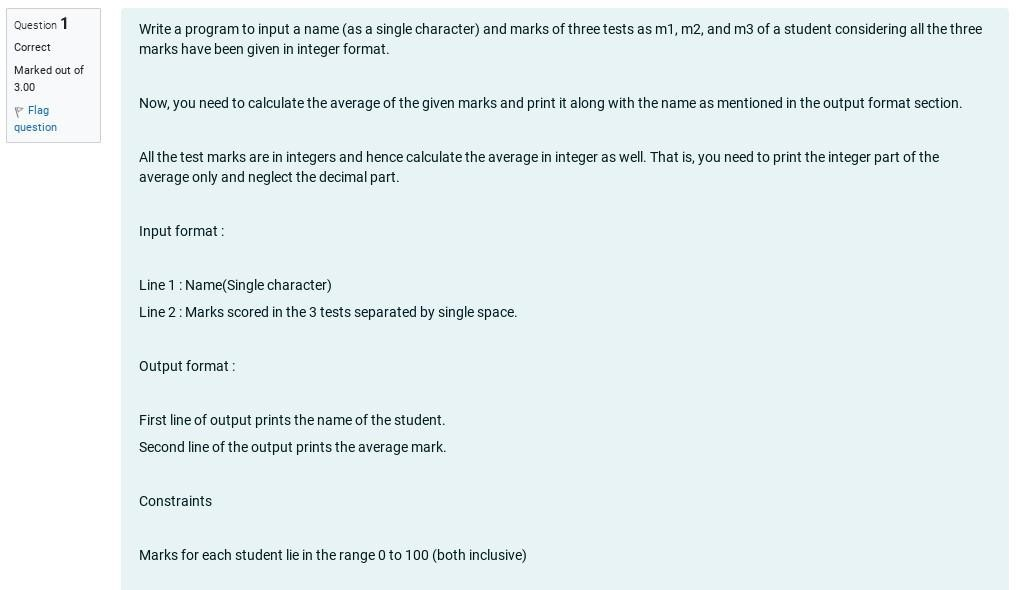 Question 1
Correct
Marked out of
3.00
Flag
question
Write a program to input a name (as a single character) and marks of three tests as m1, m2, and m3 of a student considering all the three
marks have been given in integer format.
Now, you need to calculate the average of the given marks and print it along with the name as mentioned in the output format section.
All the test marks are in integers and hence calculate the average in integer as well. That is, you need to print the integer part of the
average only and neglect the decimal part.
Input format :
Line 1 : Name(Single character)
Line 2 : Marks scored in the 3 tests separated by single space.
Output format :
First line of output prints the name of the student.
Second line of the output prints the average mark.
Constraints
Marks for each student lie in the range 0 to 100 (both inclusive)